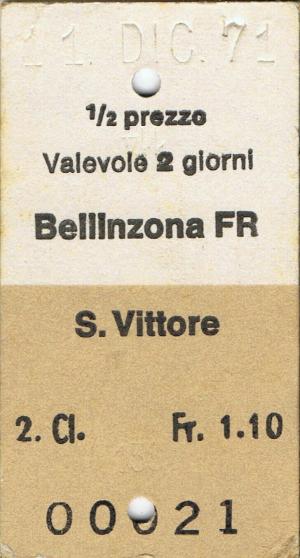 11. DIC. 71
1/2 prezzo
Valevole 2 giorni
Bellinzona FR
S. Vittore
2. Cl. Fr. 1.10
00021